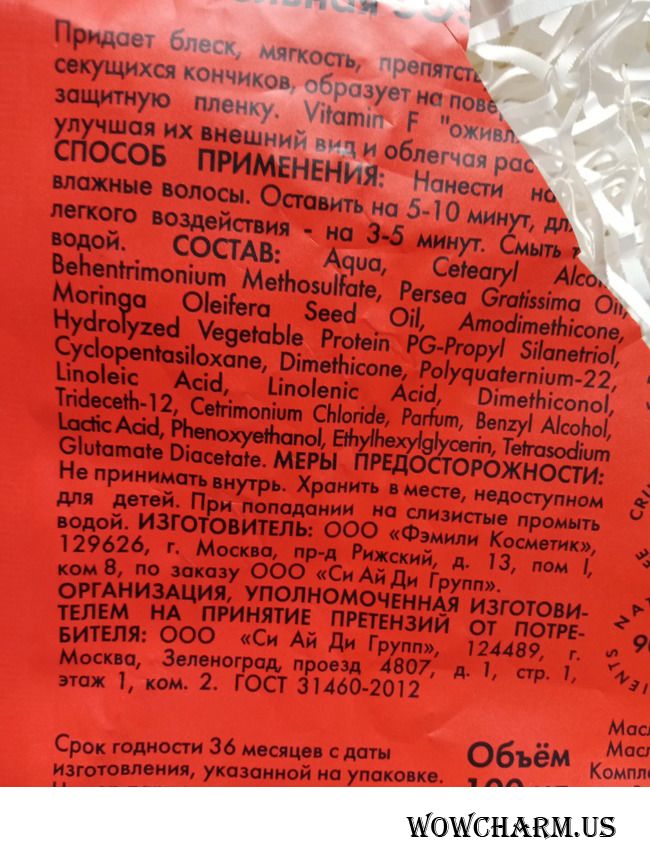 Придает блеск, мягкость, препятст
секущихся кончиков, образует на пове
защитную пленку. Vitamin F "оживл
улучшая их внешний вид и облегчая рас
СПОСОБ ПРИМЕНЕНИЯ: Нанести на
влажные волосы. Оставить на 5-10 минут, для
легкого воздействия - на 3-5 минут. Смыть
водой. СОСТАВ: Aqua, Cetearyl Alco
Behentrimonium Methosulfate, Persea Gratissima Oil,
Moringa Oleifera Seed Oil, Amodimethicone,
Hydrolyzed Vegetable Protein PG-Propyl Silanetriol,
Cyclopentasiloxane, Dimethicone, Polyquaternium-22,
Linoleic Acid, Linolenic Acid, Dimethiconol,
Trideceth-12, Cetrimonium Chloride, Parfum, Benzyl Alcohol,
Lactic Acid, Phenoxyethanol, Ethylhexylglycerin, Tetrasodium
Glutamate Diacetate. МЕРЫ ПРЕДОСТОРОЖНОСТИ:
Не принимать внутрь. Хранить в месте, недоступном
для детей. При попадании на слизистые промыть
водой. ИЗГОТОВИТЕЛЬ: ООО «Фэмили Косметик»,
129626, г. Москва, пр-д Рижский, д. 13, пом I,
ком 8, по заказу ООО «Си Ай Ди Групп».
ОРГАНИЗАЦИЯ, УПОЛНОМОЧЕННАЯ ИЗГОТОВИ-
ТЕЛЕМ НА ПРИНЯТИЕ ПРЕТЕНЗИЙ ОТ ПОТРЕ-
БИТЕЛЯ: ООО «Си Ай Ди Групп», 124489, г.
Москва, Зеленоград, проезд 4807, д. 1, стр. 1,
этаж 1, ком. 2. ГОСТ 31460-2012
Срок годности 36 месяцев с даты
изготовления, указанной на упаковке.
Объём
Мас
Мас
Компл
WOWCHARM.US